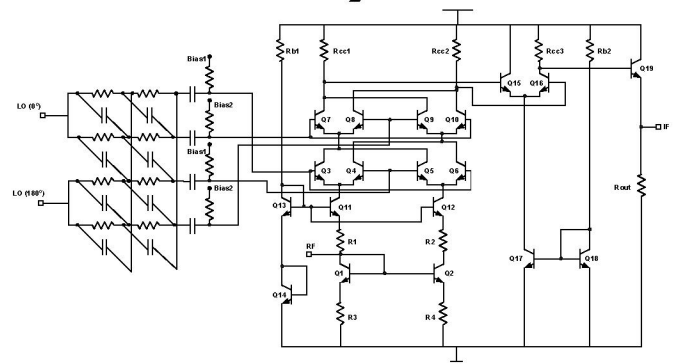 Rb1
Rcc1
Rcc2
Rcc3
Rb2
Bias1
Q15
Q16
Q19
LO (0°)
Bias2
Q7
Q8
Q9
Q10
IF
Bias1
Q3
Q4
Q5
Q6
Rout
LO (180°)
Bias2
Q13
Q11
Q12
RF
R1
R2
Q17
Q18
Q1
Q2
Q14
R3
R4